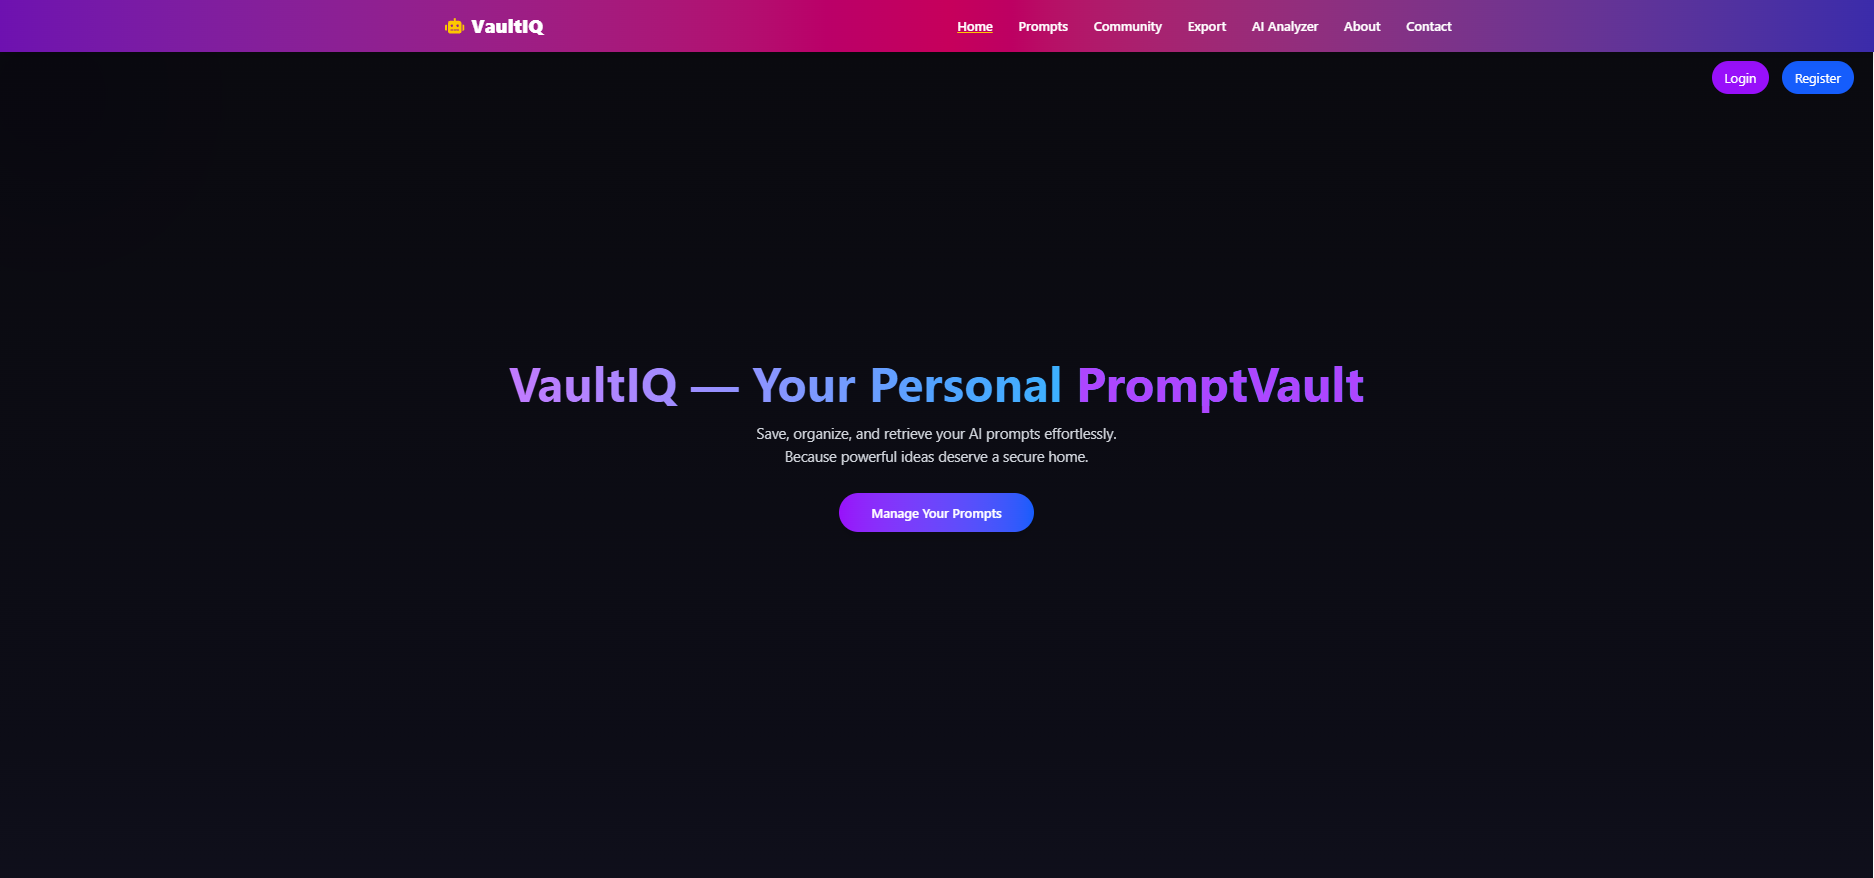 VaultIQ
Home Prompts Community Export AI Analyzer About Contact
Login Register
VaultIQ — Your Personal PromptVault
Save, organize, and retrieve your AI prompts effortlessly.
Because powerful ideas deserve a secure home.
Manage Your Prompts